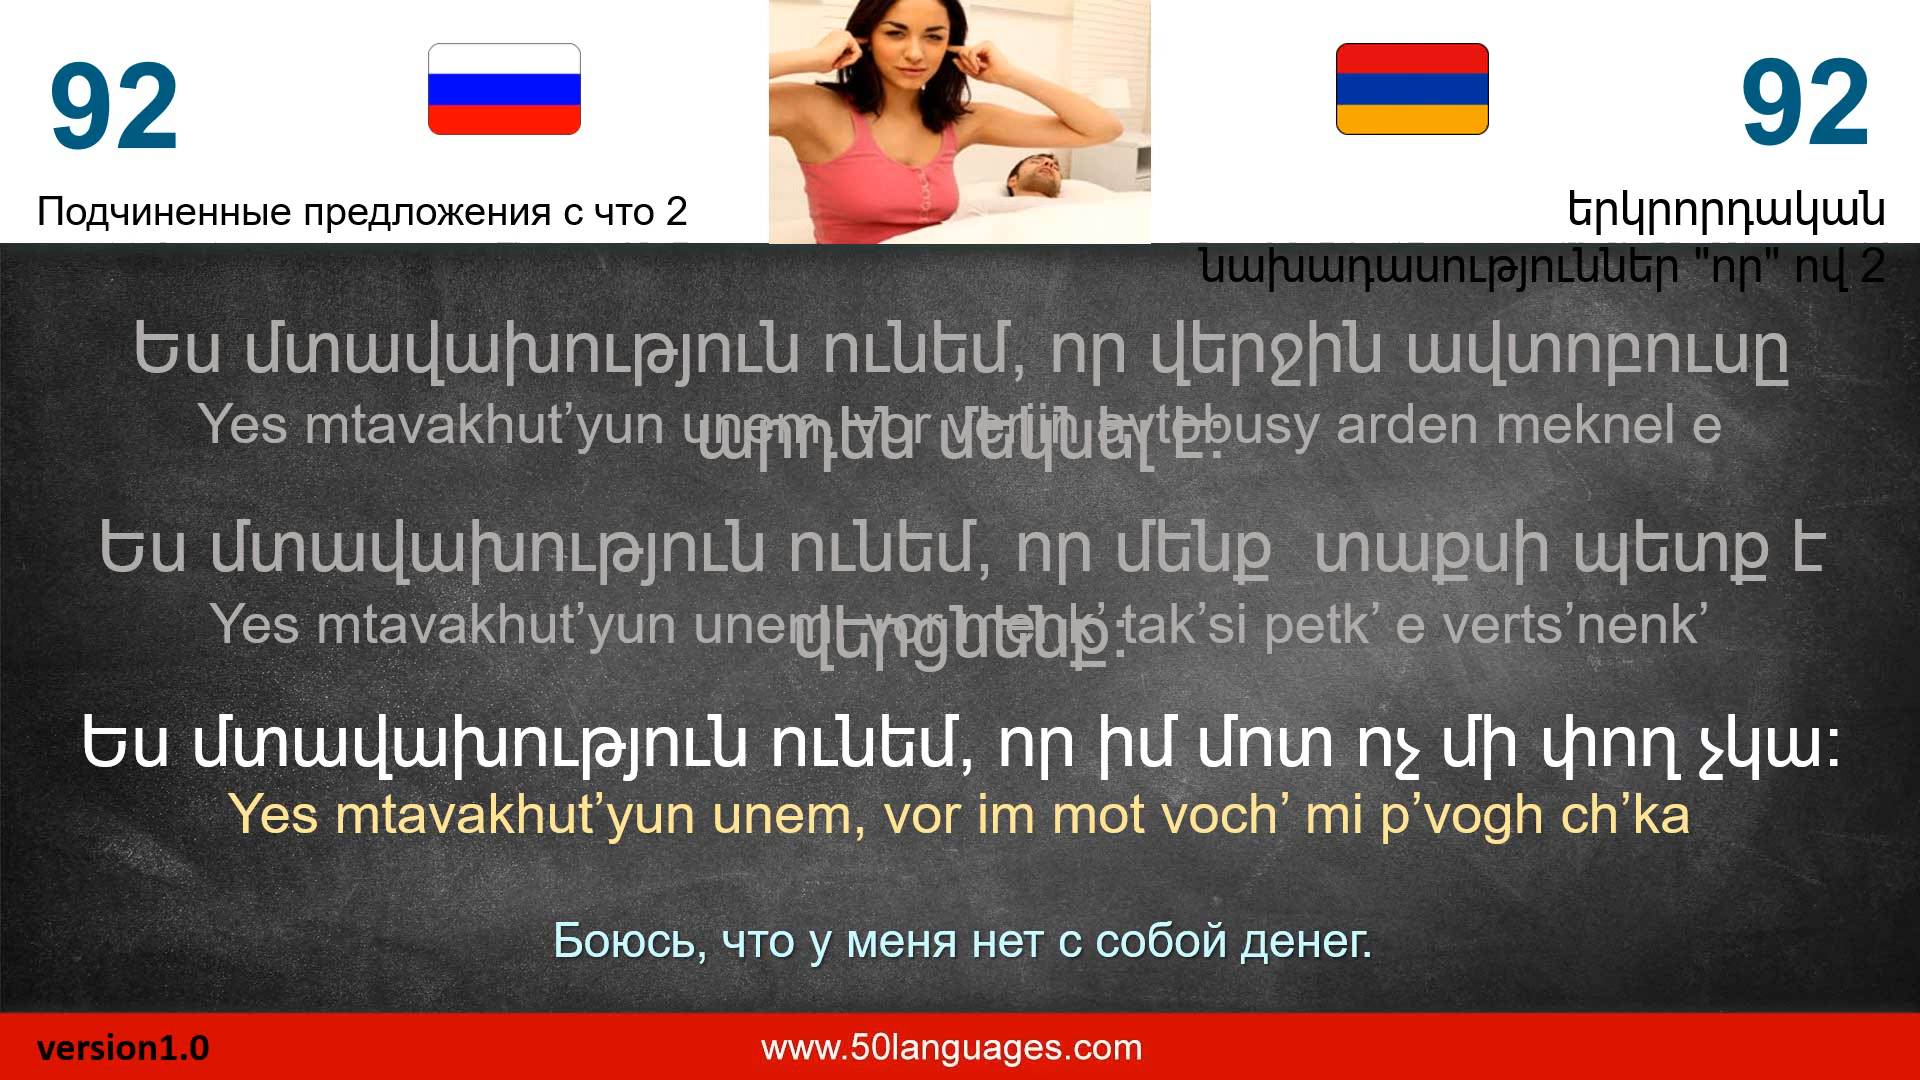 92
92
Подчиненные предложения с что 2
երկրորդական
նախադասություններ "որ" ով 2
Ես մտավախություն ունեմ, որ վերջին ավտոբուսը
արդեն մեկնել է:
Yes mtavakhut’yun unem, vor verjin avtobusy arden meknel e
Ես մտավախություն ունեմ, որ մենք տաքսի պետք է
վերցնենք:
Yes mtavakhut’yun unem, vor menk’ tak’si petk’ e verts’nenk’
Ես մտավախություն ունեմ, որ իմ մոտ ոչ մի փող չկա:
Yes mtavakhut’yun unem, vor im mot voch’ mi p’vogh ch’ka
Боюсь, что у меня нет с собой денег.
version1.0
www.50languages.com